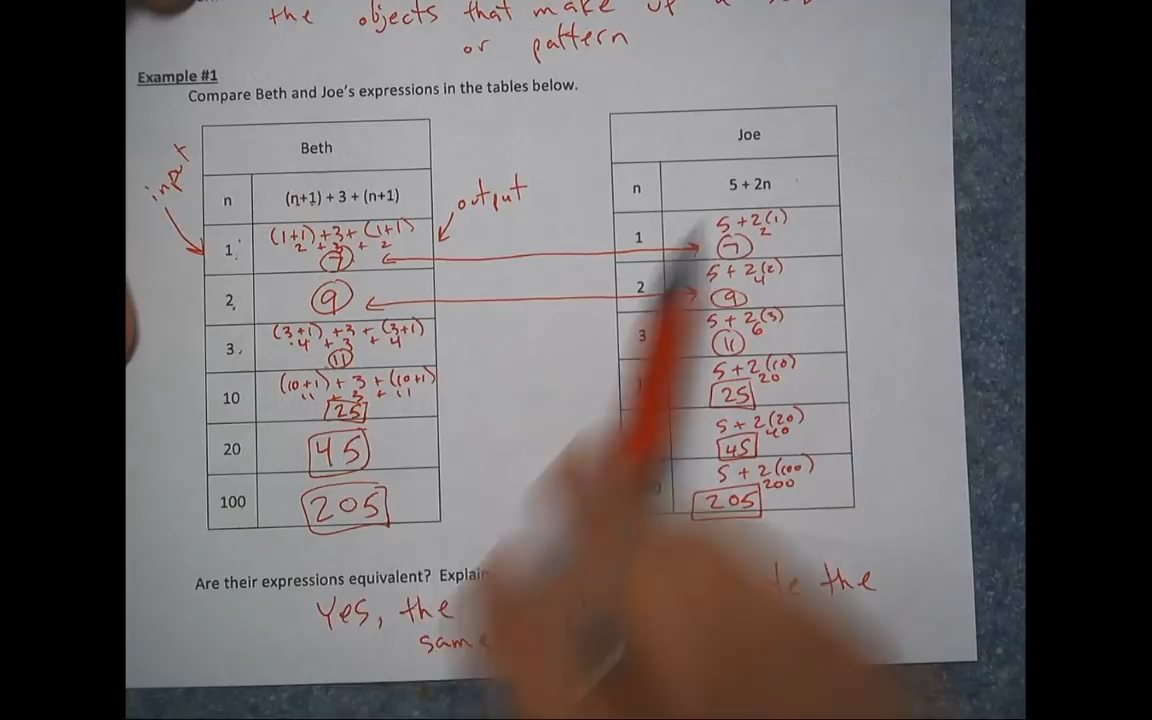 the objects that make
or pattern
Example #1
Compare Beth and Joe's expressions in the tables below.
input
output
Beth
n (n+1) + 3 + (n+1)
1 (1+1) + 3 + (1+1)
2 + 3 + 2
7
2 9
3 (3+1) + 3 + (3+1)
4 + 3 + 4
11
10 (10+1) + 3 + (10+1)
11 + 3 + 11
25
20 45
100 205
Joe
n 5 + 2n
1 5 + 2(1)
2
7
2 5 + 2(2)
4
9
3 5 + 2(3)
6
11
5 + 2(10)
20
25
5 + 2(20)
40
45
5 + 2(100)
200
205
Are their expressions equivalent?
Yes, the the